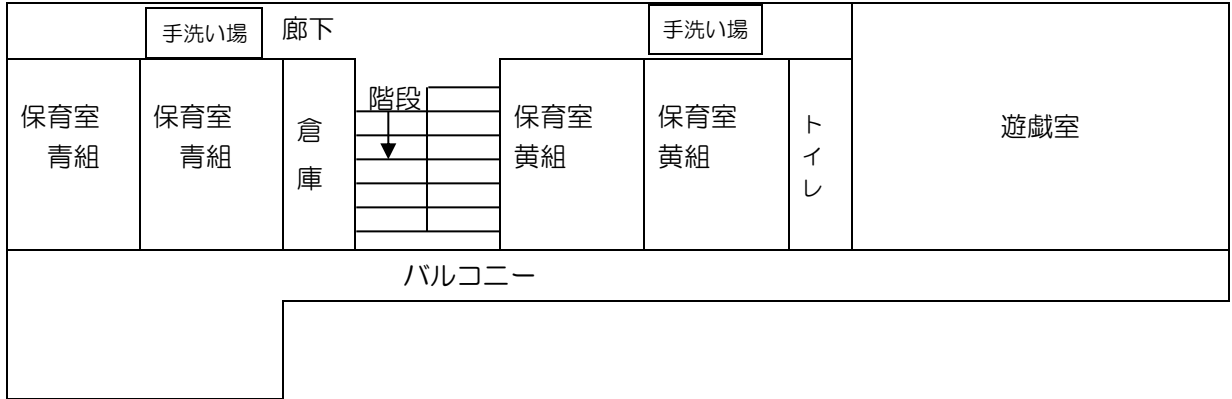 手洗い場
廊下
手洗い場
保育室
青組
保育室
青組
倉庫
階段
保育室
黄組
保育室
黄組
トイレ
遊戯室
バルコニー